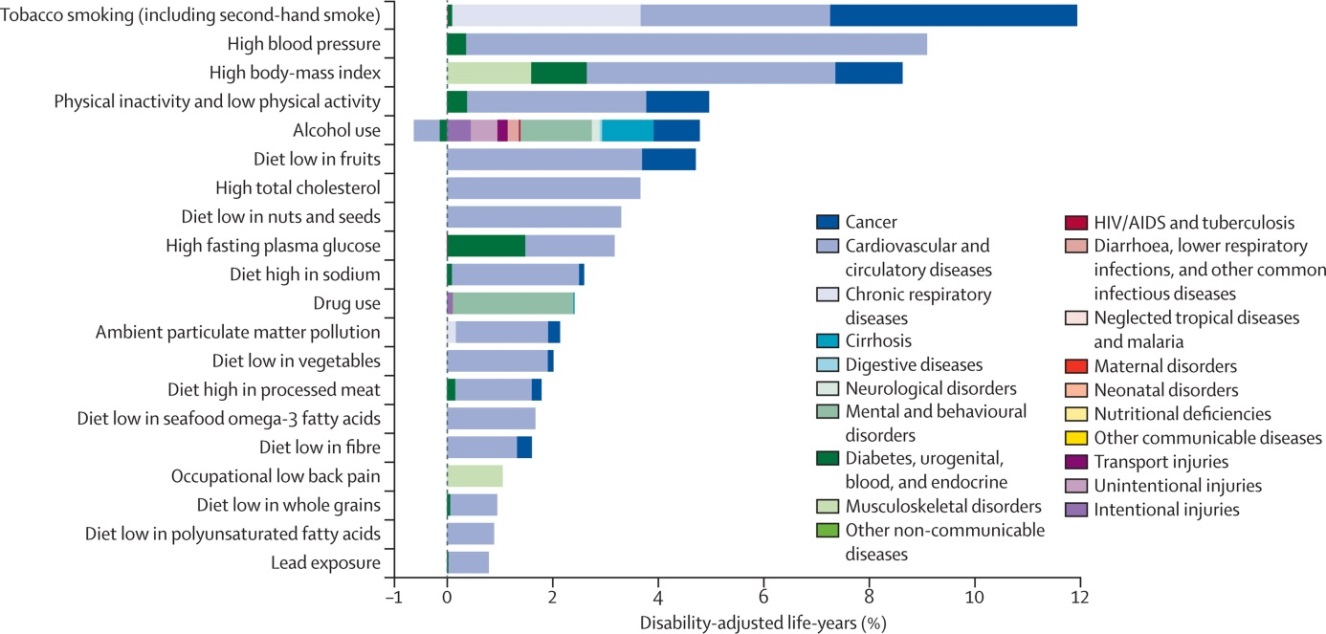 Tobacco smoking (including second-hand smoke)
High blood pressure
High body-mass index
Physical inactivity and low physical activity
Alcohol use
Diet low in fruits
High total cholesterol
Diet low in nuts and seeds
High fasting plasma glucose
Diet high in sodium
Drug use
Ambient particulate matter pollution
Diet low in vegetables
Diet high in processed meat
Diet low in seafood omega-3 fatty acids
Diet low in fibre
Occupational low back pain
Diet low in whole grains
Diet low in polyunsaturated fatty acids
Lead exposure
Cancer
Cardiovascular and
circulatory diseases
Chronic respiratory
diseases
Cirrhosis
Digestive diseases
Neurological disorders
Mental and behavioural
disorders
Diabetes, urogenital,
blood, and endocrine
Musculoskeletal disorders
Other non-communicable
diseases
HIV/AIDS and tuberculosis
Diarrhoea, lower respiratory
infections, and other common
infectious diseases
Neglected tropical diseases
and malaria
Maternal disorders
Neonatal disorders
Nutritional deficiencies
Other communicable diseases
Transport injuries
Unintentional injuries
Intentional injuries
–1 0 2 4 6 8 10 12
Disability-adjusted life-years (%)